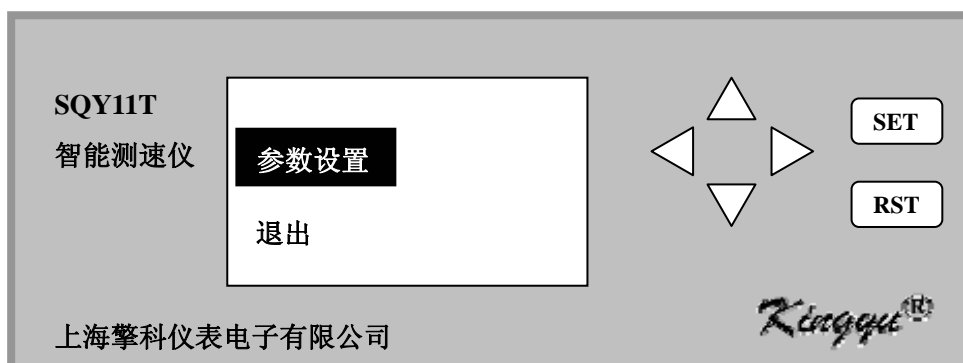 SQY11T
智能测速仪
参数设置
退出
SET
RST
上海擎科仪表电子有限公司
Kingqu®